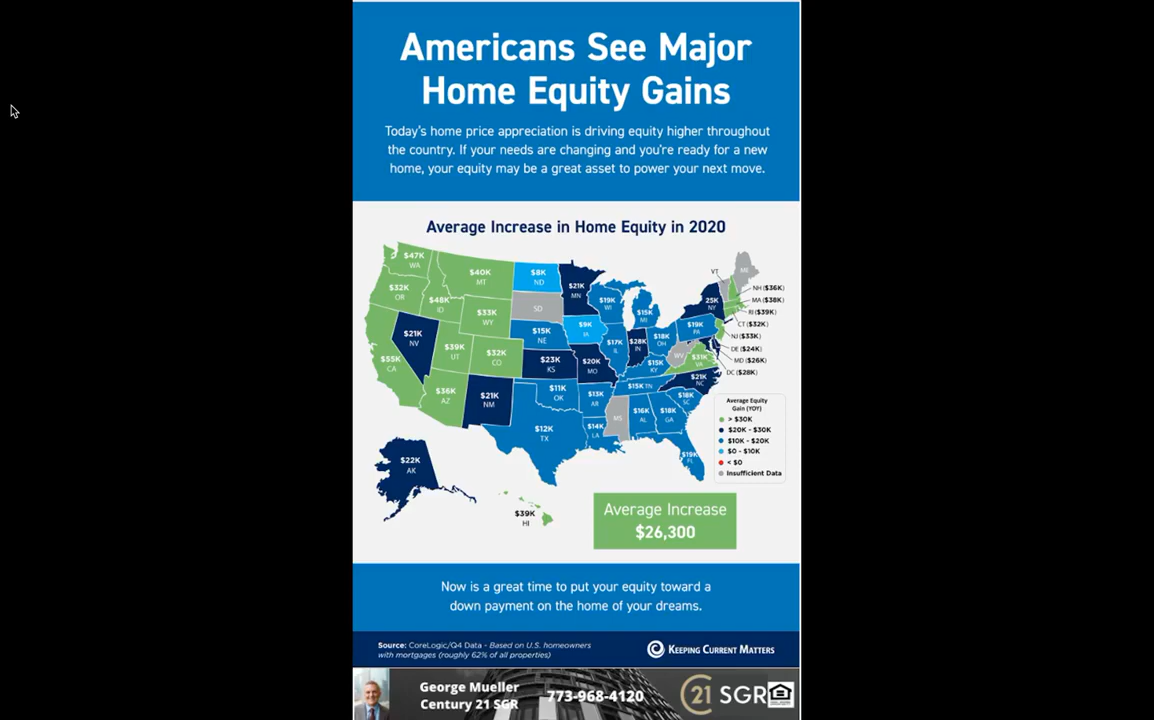 Americans See Major
Home Equity Gains
Today's home price appreciation is driving equity higher throughout
the country. If your needs are changing and you're ready for a new
home, your equity may be a great asset to power your next move.
Average Increase in Home Equity in 2020
$47K
WA
$32K
OR
$48K
ID
$40K
MT
$33K
WY
$8K
ND
SD
$21K
MN
$19K
WI
$15K
MI
VT
ME
25K
NY
NH ($36K)
MA ($38K)
RI ($39K)
CT ($32K)
NJ ($33K)
DE ($24K)
MD ($26K)
DC ($28K)
$55K
CA
$21K
NV
$39K
UT
$32K
CO
$15K
NE
$9K
IA
$17K
IL
$28K
IN
$18K
OH
$19K
PA
WV
$31K
VA
$36K
AZ
$21K
NM
$23K
KS
$20K
MO
$15K
KY
$21K
NC
$15K TN
$18K
SC
$11K
OK
$13K
AR
$12K
TX
$14K
LA
MS
$16K
AL
$18K
GA
$19K
FL
$22K
AK
$39K
HI
Average Equity
Gain (YOY)
> $30K
$20K - $30K
$10K - $20K
$0 - $10K
< $0
Insufficient Data
Average Increase
$26,300
Now is a great time to put your equity toward a
down payment on the home of your dreams.
Source: CoreLogic/Q4 Data - Based on U.S. homeowners
with mortgages (roughly 62% of all properties)
KEEPING CURRENT MATTERS
George Mueller
Century 21 SGR
773-968-4120
C21 SGR